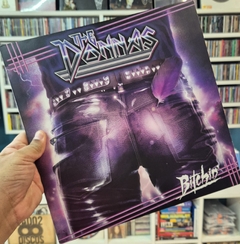 THE
DONNAS
Bitchin'